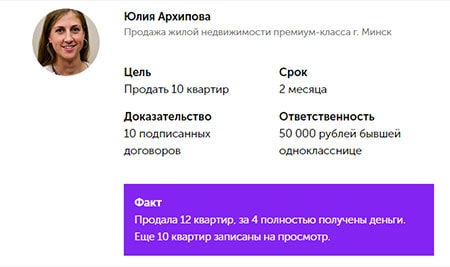 Юлия Архипова
Продажа жилой недвижимости премиум-класса г. Минск
Цель
Продать 10 квартир
Срок
2 месяца
Доказательство
10 подписанных
договоров
Ответственность
50 000 рублей бывшей
однокласснице
Факт
Продала 12 квартир, за 4 полностью получены деньги.
Еще 10 квартир записаны на просмотр.